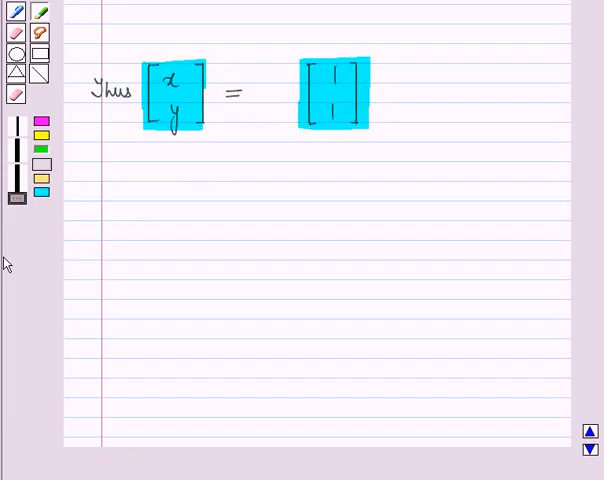 Thus [x] = [1]
[y] [1]